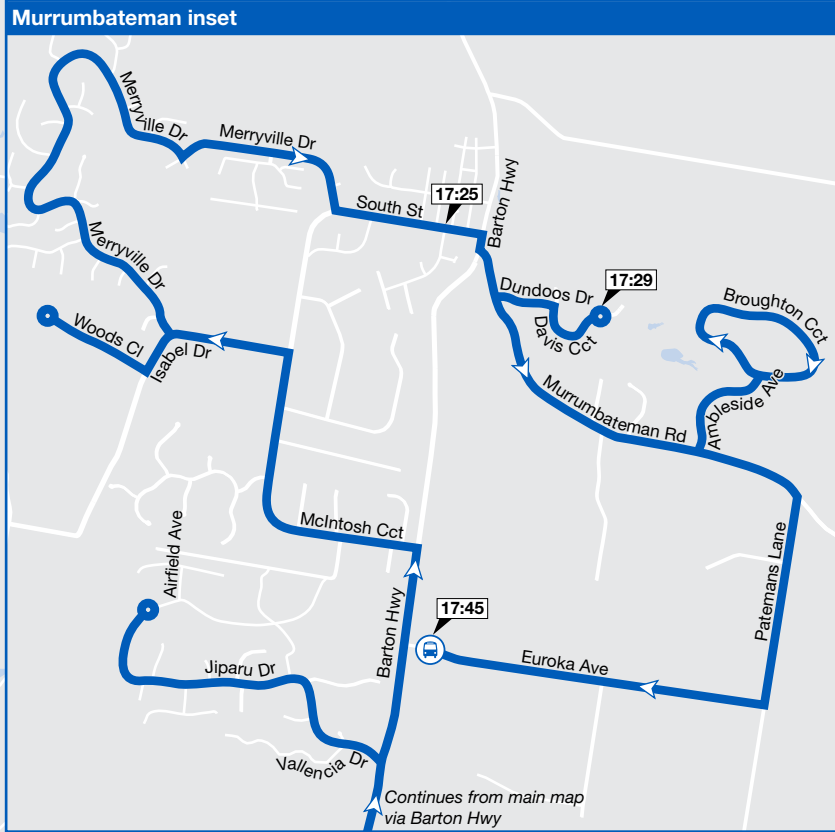 Murrumbateman inset
Merryville Dr
Merryville Dr
South St
17:25
Barton Hwy
Merryville Dr
Dundoos Dr
17:29
Davis Cct
Broughton Cct
Woods Cl
Isabel Dr
Ambleside Ave
Murrumbateman Rd
McIntosh Cct
Airfield Ave
Patemans Lane
Barton Hwy
17:45
Euroka Ave
Jiparu Dr
Vallencia Dr
Continues from main map
via Barton Hwy